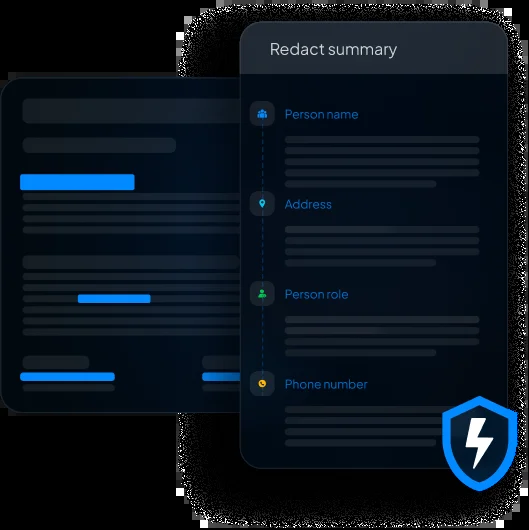 Redact summary
Person name
Address
Person role
Phone number